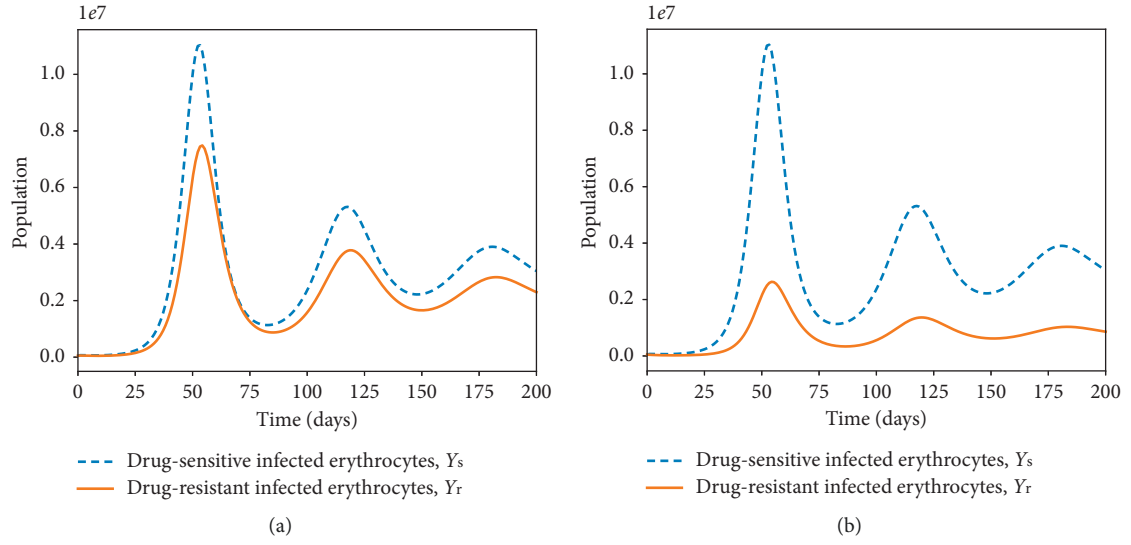 1e7
1.0
0.8
0.6
0.4
0.2
0.0
Population
0 25 50 75 100 125 150 175 200
Time (days)
Drug-sensitive infected erythrocytes, Ys
Drug-resistant infected erythrocytes, Yr
(a)
1e7
1.0
0.8
0.6
0.4
0.2
0.0
Population
0 25 50 75 100 125 150 175 200
Time (days)
Drug-sensitive infected erythrocytes, Ys
Drug-resistant infected erythrocytes, Yr
(b)